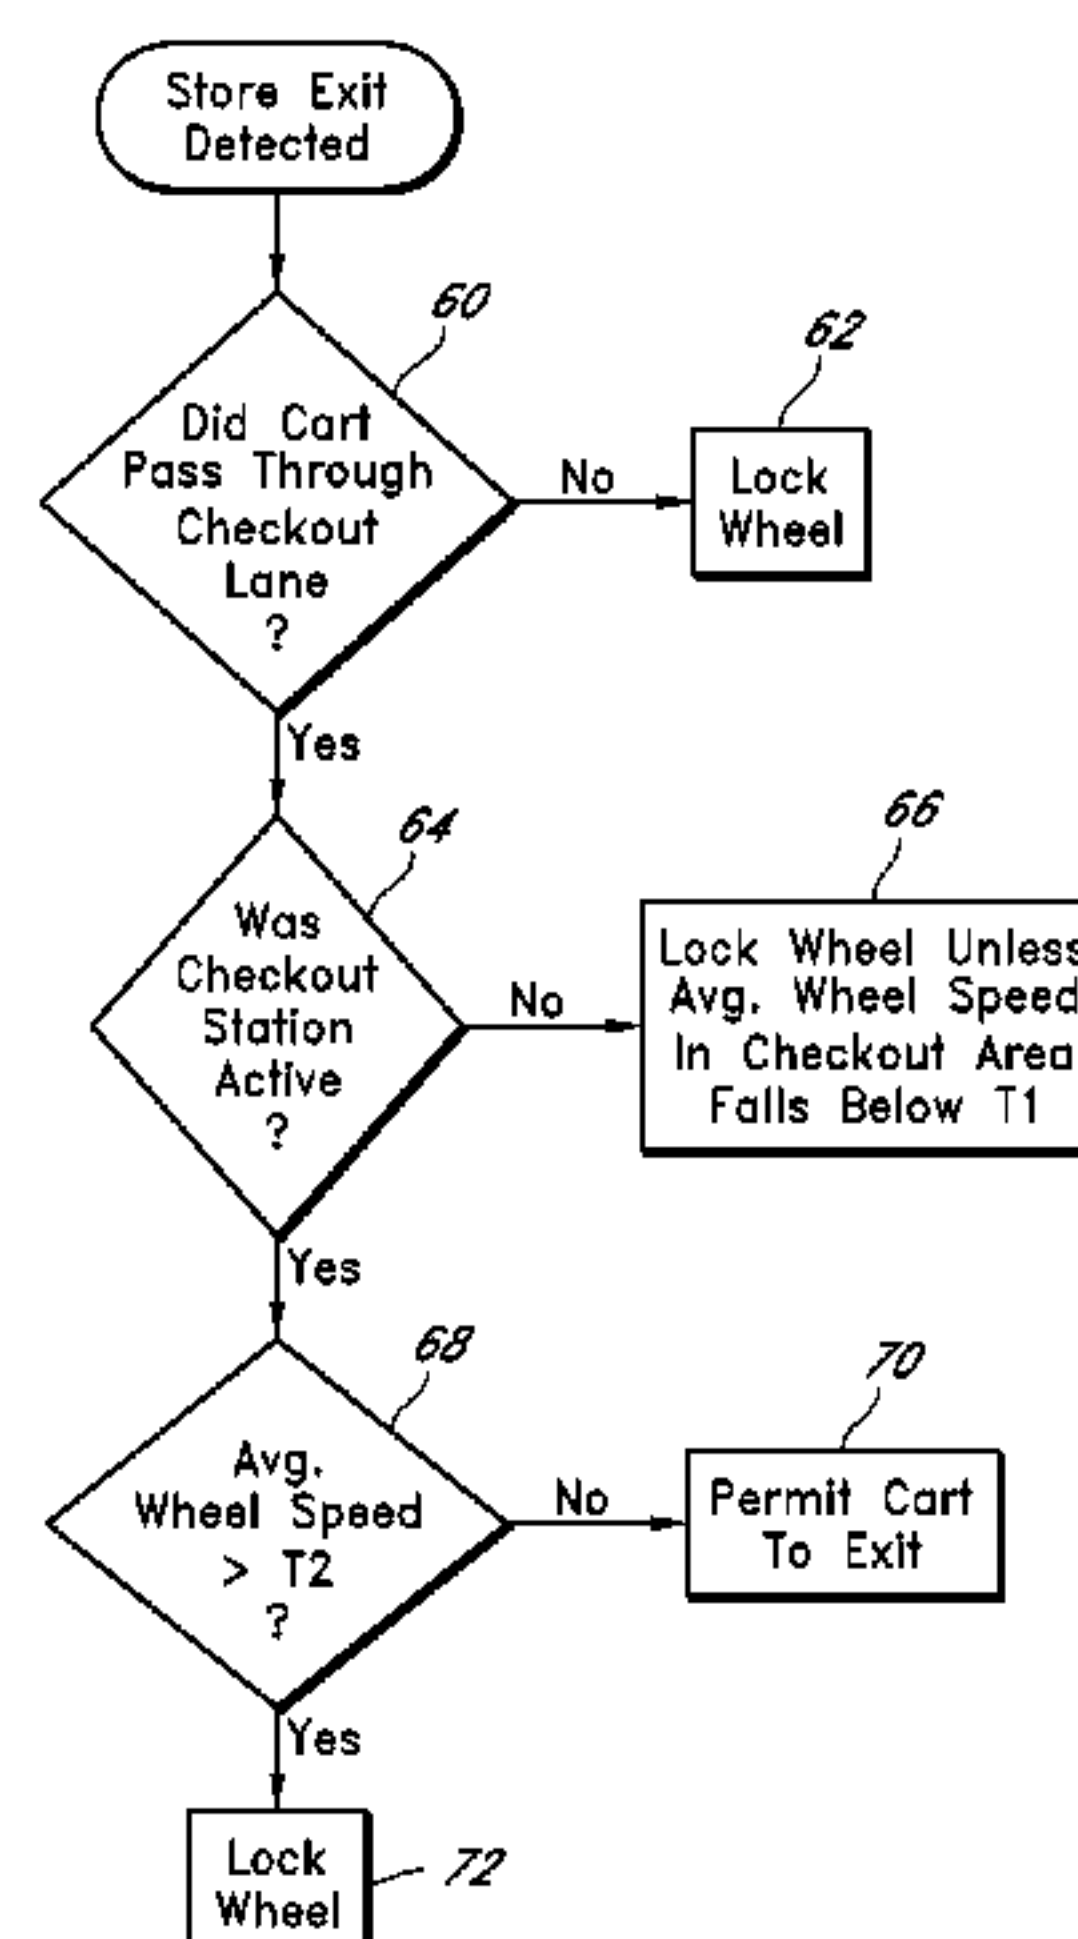 Store Exit
Detected
60
Did Cart
Pass Through
Checkout
Lane
?
No
62
Lock
Wheel
Yes
64
Was
Checkout
Station
Active
?
No
66
Lock Wheel Unless
Avg. Wheel Speed
In Checkout Area
Falls Below T1
Yes
68
Avg.
Wheel Speed
> T2
?
No
70
Permit Cart
To Exit
Yes
Lock
Wheel
72